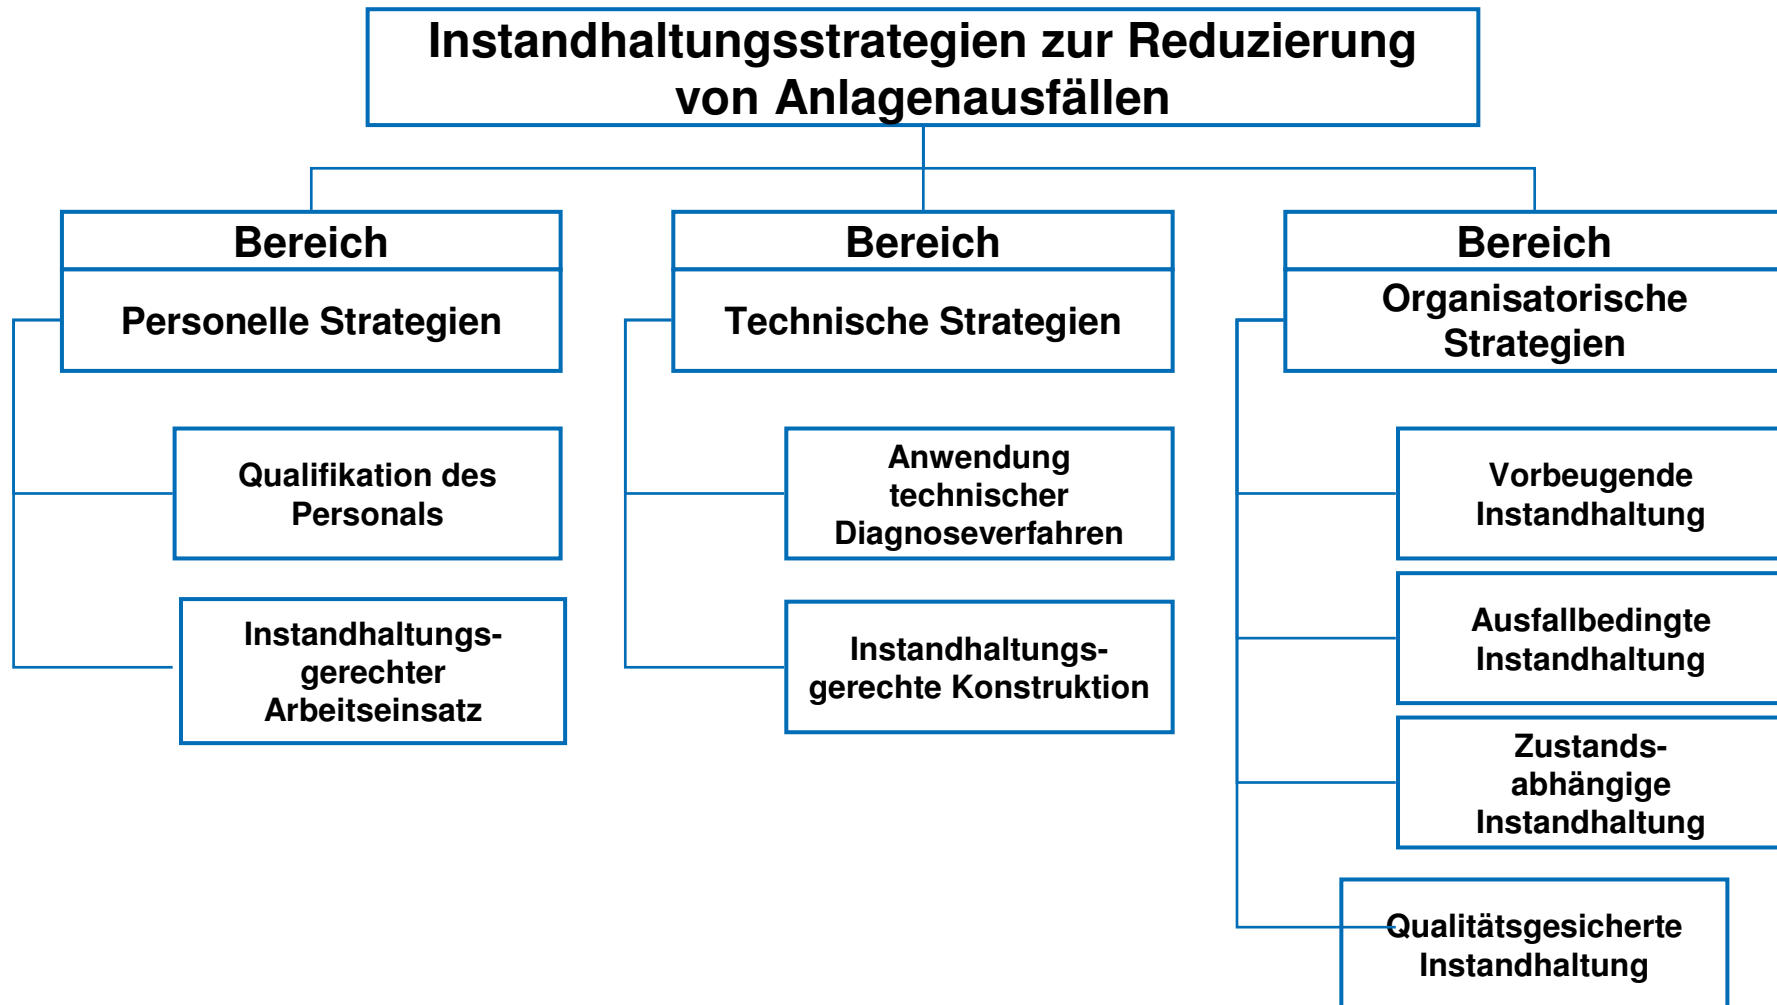 Instandhaltungsstrategien zur Reduzierung
von Anlagenausfällen
Bereich
Personelle Strategien
Qualifikation des
Personals
Instandhaltungs-
gerechter
Arbeitseinsatz
Bereich
Technische Strategien
Anwendung
technischer
Diagnoseverfahren
Instandhaltungs-
gerechte Konstruktion
Bereich
Organisatorische
Strategien
Vorbeugende
Instandhaltung
Ausfallbedingte
Instandhaltung
Zustands-
abhängige
Instandhaltung
Qualitätsgesicherte
Instandhaltung